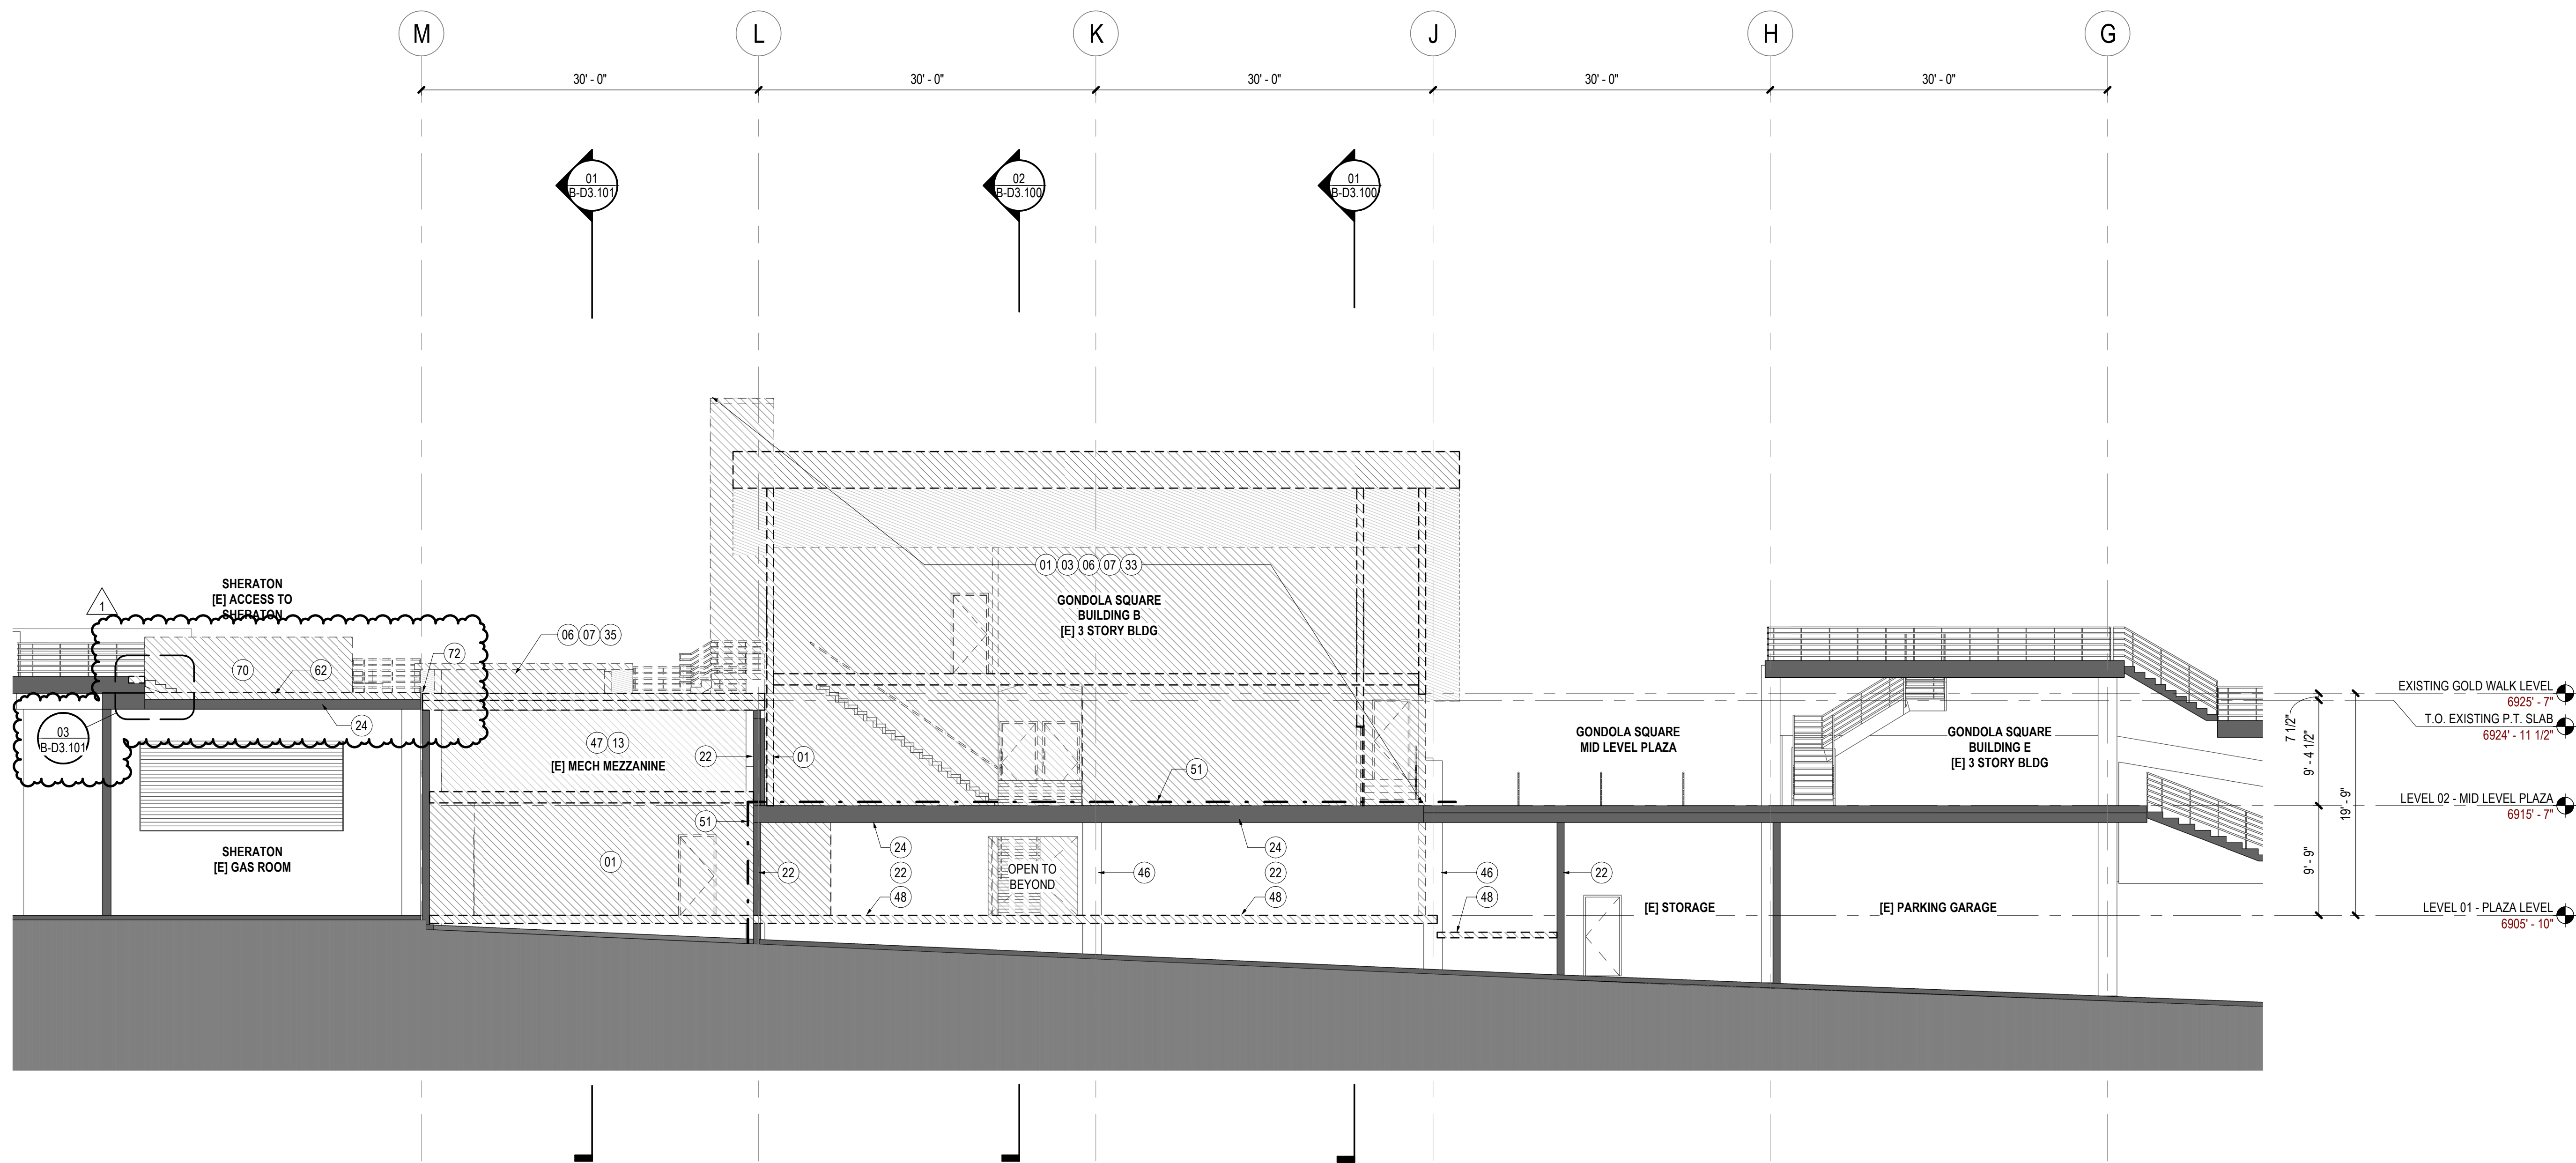 M
L
K
J
H
G
30' - 0"
30' - 0"
30' - 0"
30' - 0"
30' - 0"
01
B-D3.101
02
B-D3.100
01
B-D3.100
01 03 06 07 33
GONDOLA SQUARE
BUILDING B
[E] 3 STORY BLDG
SHERATON
[E] ACCESS TO
SHERATON
1
06 07 35
72
70
62
24
03
B-D3.101
47 13
[E] MECH MEZZANINE
22
01
51
51
GONDOLA SQUARE
MID LEVEL PLAZA
GONDOLA SQUARE
BUILDING E
[E] 3 STORY BLDG
EXISTING GOLD WALK LEVEL
6925' - 7"
T.O. EXISTING P.T. SLAB
6924' - 11 1/2"
LEVEL 02 - MID LEVEL PLAZA
6915' - 7"
LEVEL 01 - PLAZA LEVEL
6905' - 10"
7 1/2"
9' - 4 1/2"
19' - 9"
9' - 9"
SHERATON
[E] GAS ROOM
01
22
24
22
48
OPEN TO
BEYOND
46
24
22
48
46
48
22
[E] STORAGE
[E] PARKING GARAGE